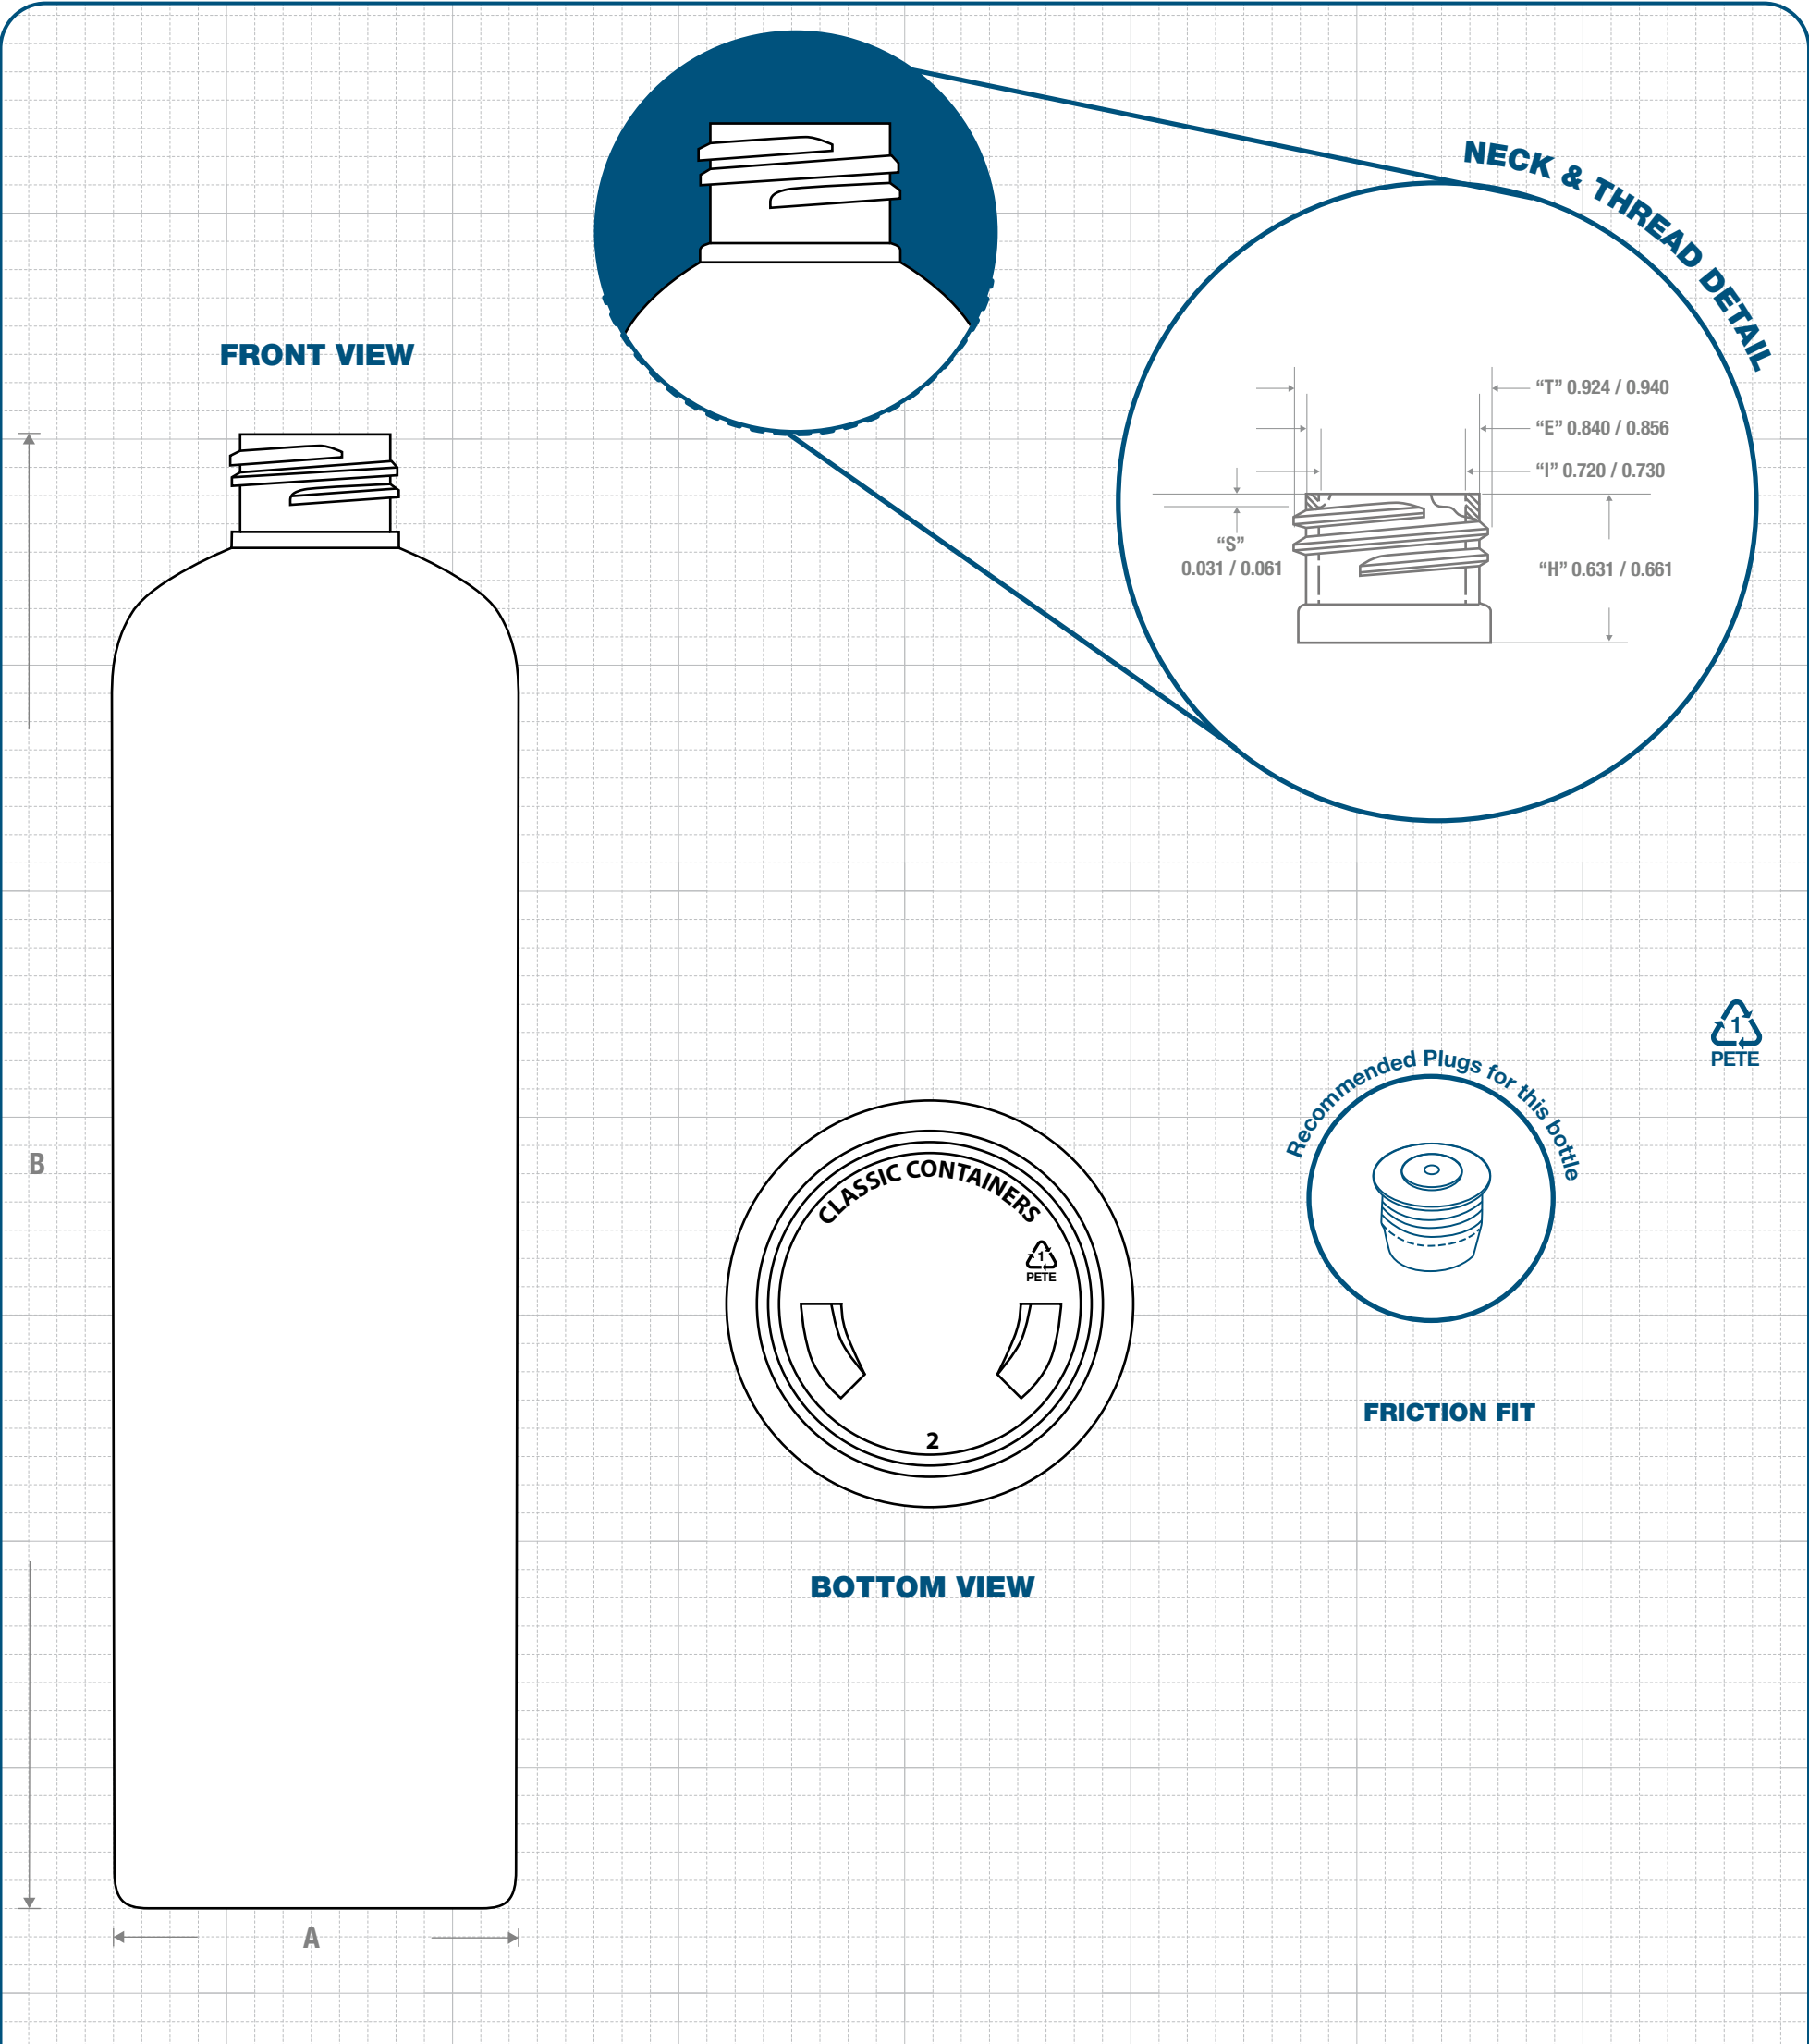 NECK & THREAD DETAIL
FRONT VIEW
“T” 0.924 / 0.940
“E” 0.840 / 0.856
“I” 0.720 / 0.730
“S”
0.031 / 0.061
“H” 0.631 / 0.661
1
PETE
Recommended Plugs for this bottle
B
CLASSIC CONTAINERS
1
PETE
FRICTION FIT
2
BOTTOM VIEW
A